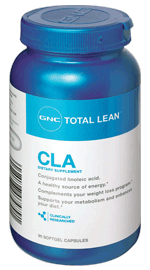 GNC TOTAL LEAN
CLA
DIETARY SUPPLEMENT
Conjugated linoleic acid.
A healthy source of energy.*
Complements your weight loss program.*
Supports your metabolism and enhances
your diet.*
CLINICALLY
RESEARCHED
90 SOFTGEL CAPSULES